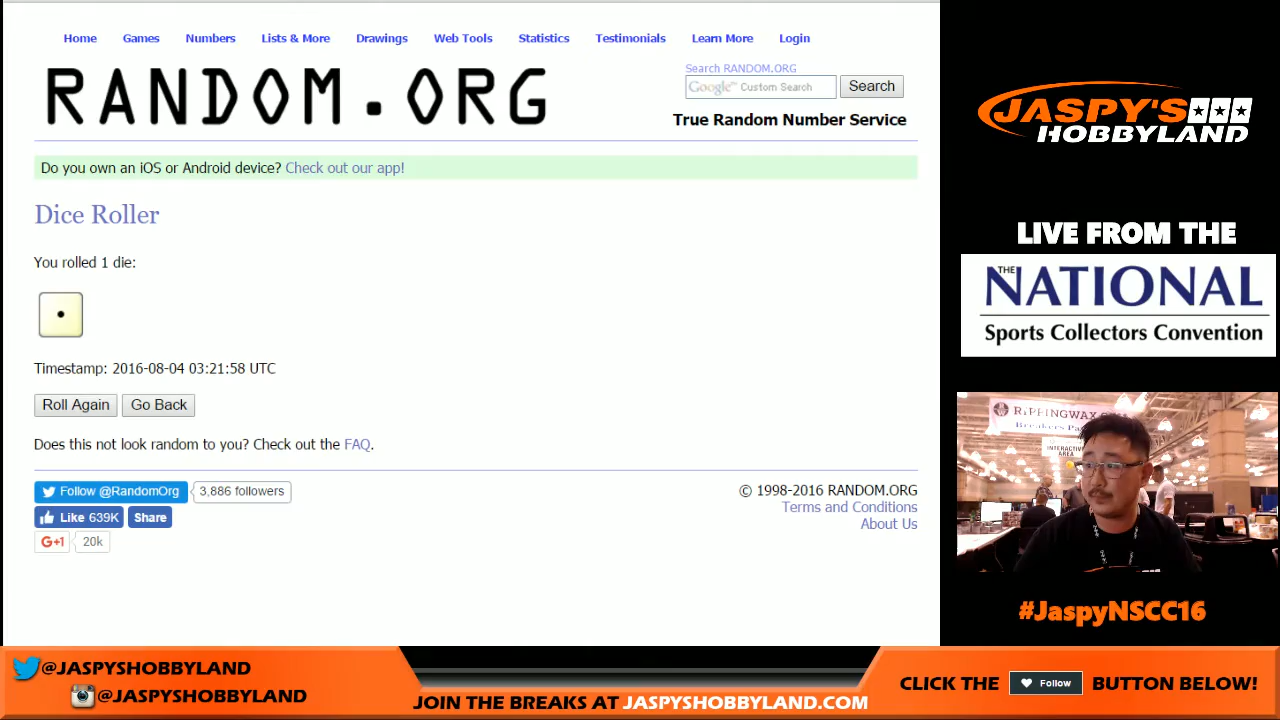 Home Games Numbers Lists & More Drawings Web Tools Statistics Testimonials Learn More Login
RANDOM.ORG
Search RANDOM.ORG
Google™ Custom Search
Search
True Random Number Service
Do you own an iOS or Android device? Check out our app!
Dice Roller
You rolled 1 die:
Timestamp: 2016-08-04 03:21:58 UTC
Roll Again Go Back
Does this not look random to you? Check out the FAQ.
Follow @RandomOrg 3,886 followers
Like 639K Share
G+1 20k
© 1998-2016 RANDOM.ORG
Terms and Conditions
About Us
JASPY'S
HOBBYLAND
LIVE FROM THE
THE NATIONAL
Sports Collectors Convention
INTERACTIVE
AREA
#JaspyNSCC16
@JASPYSHOBBYLAND
@JASPYSHOBBYLAND
JOIN THE BREAKS AT JASPYSHOBBYLAND.COM
CLICK THE Follow BUTTON BELOW!